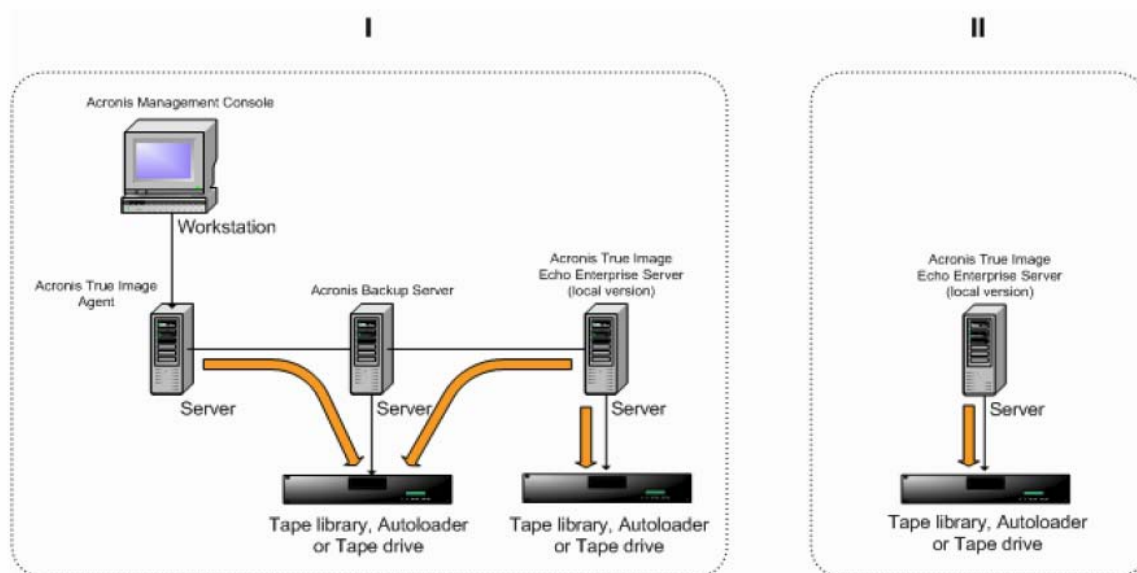 I
II
Acronis Management Console
Workstation
Acronis True Image
Agent
Server
Acronis Backup Server
Server
Acronis True Image
Echo Enterprise Server
(local version)
Server
Tape library, Autoloader
or Tape drive
Tape library, Autoloader
or Tape drive
Acronis True Image
Echo Enterprise Server
(local version)
Server
Tape library, Autoloader
or Tape drive